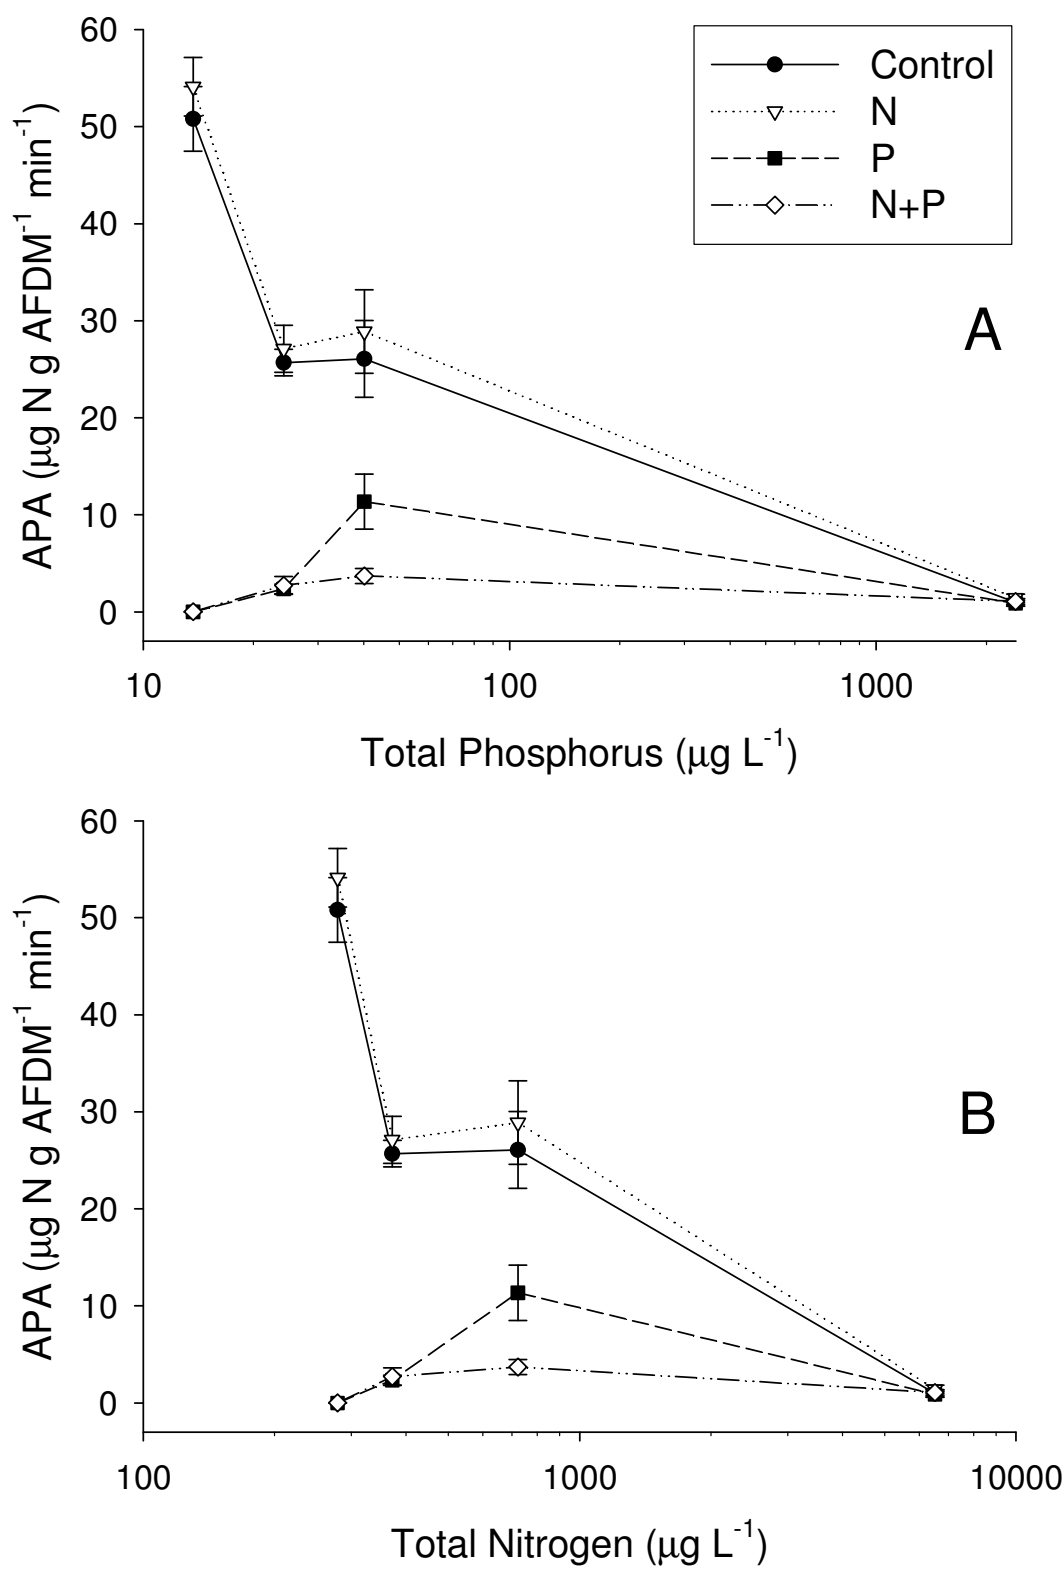 60
50
40
30
20
10
0
APA (µg N g AFDM⁻¹ min⁻¹)
Control
N
P
N+P
A
10 100 1000
Total Phosphorus (µg L⁻¹)
60
50
40
30
20
10
0
APA (µg N g AFDM⁻¹ min⁻¹)
B
100 1000 10000
Total Nitrogen (µg L⁻¹)